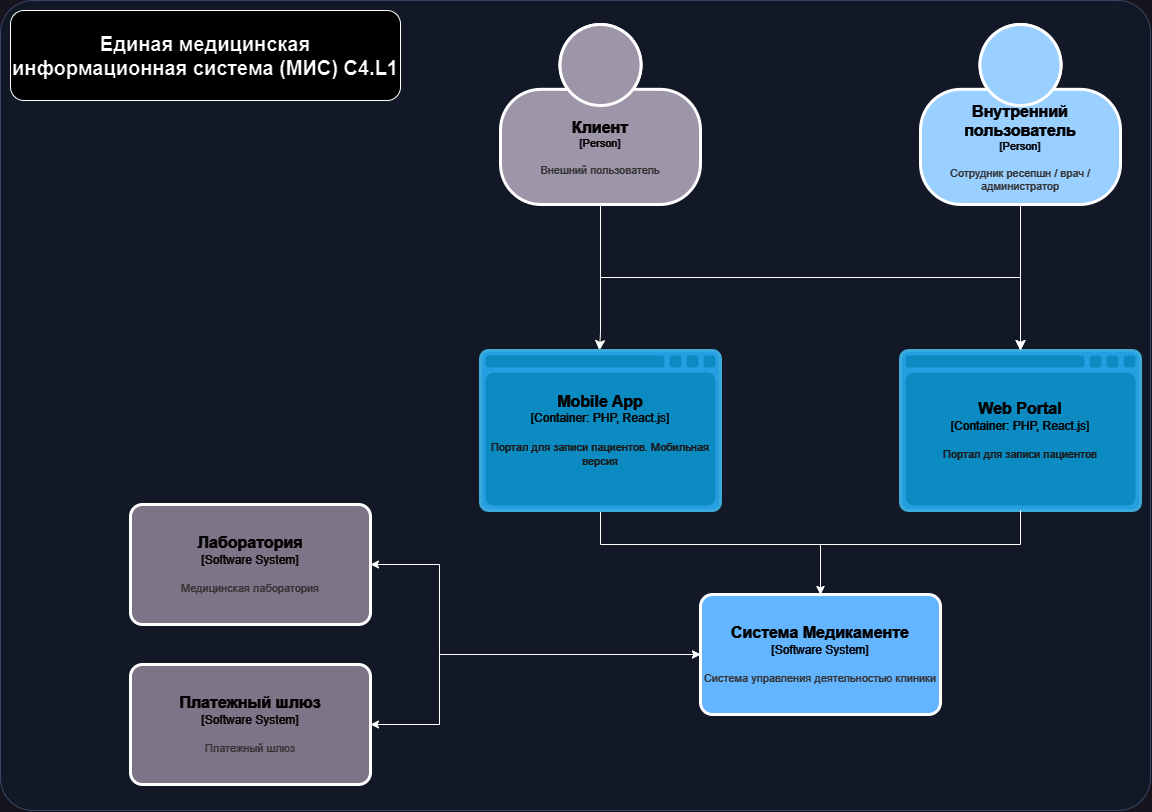 Единая медицинская
информационная система (МИС) C4.L1
Клиент
[Person]
Внешний пользователь
Внутренний
пользователь
[Person]
Сотрудник ресепшн / врач /
администратор
Mobile App
[Container: PHP, React.js]
Портал для записи пациентов. Мобильная
версия
Web Portal
[Container: PHP, React.js]
Портал для записи пациентов
Лаборатория
[Software System]
Медицинская лаборатория
Система Медикаменте
[Software System]
Система управления деятельностью клиники
Платежный шлюз
[Software System]
Платежный шлюз